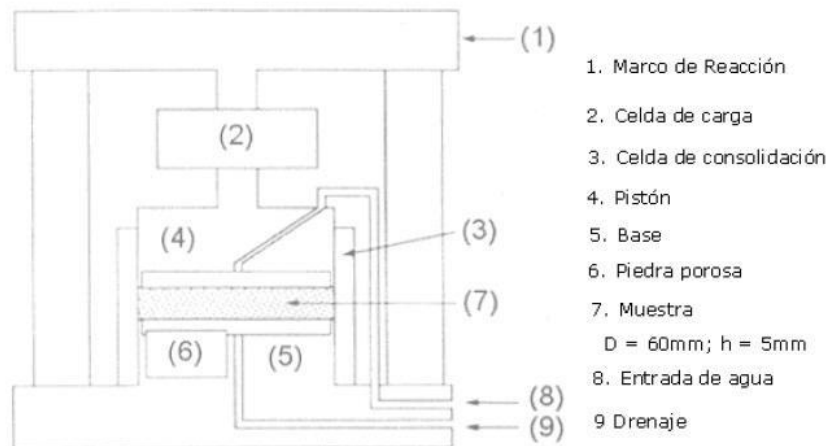 (1)
(2)
(4)
(3)
(7)
(6)
(5)
(8)
(9)
1. Marco de Reacción
2. Celda de carga
3. Celda de consolidación
4. Pistón
5. Base
6. Piedra porosa
7. Muestra
D = 60mm; h = 5mm
8. Entrada de agua
9 Drenaje